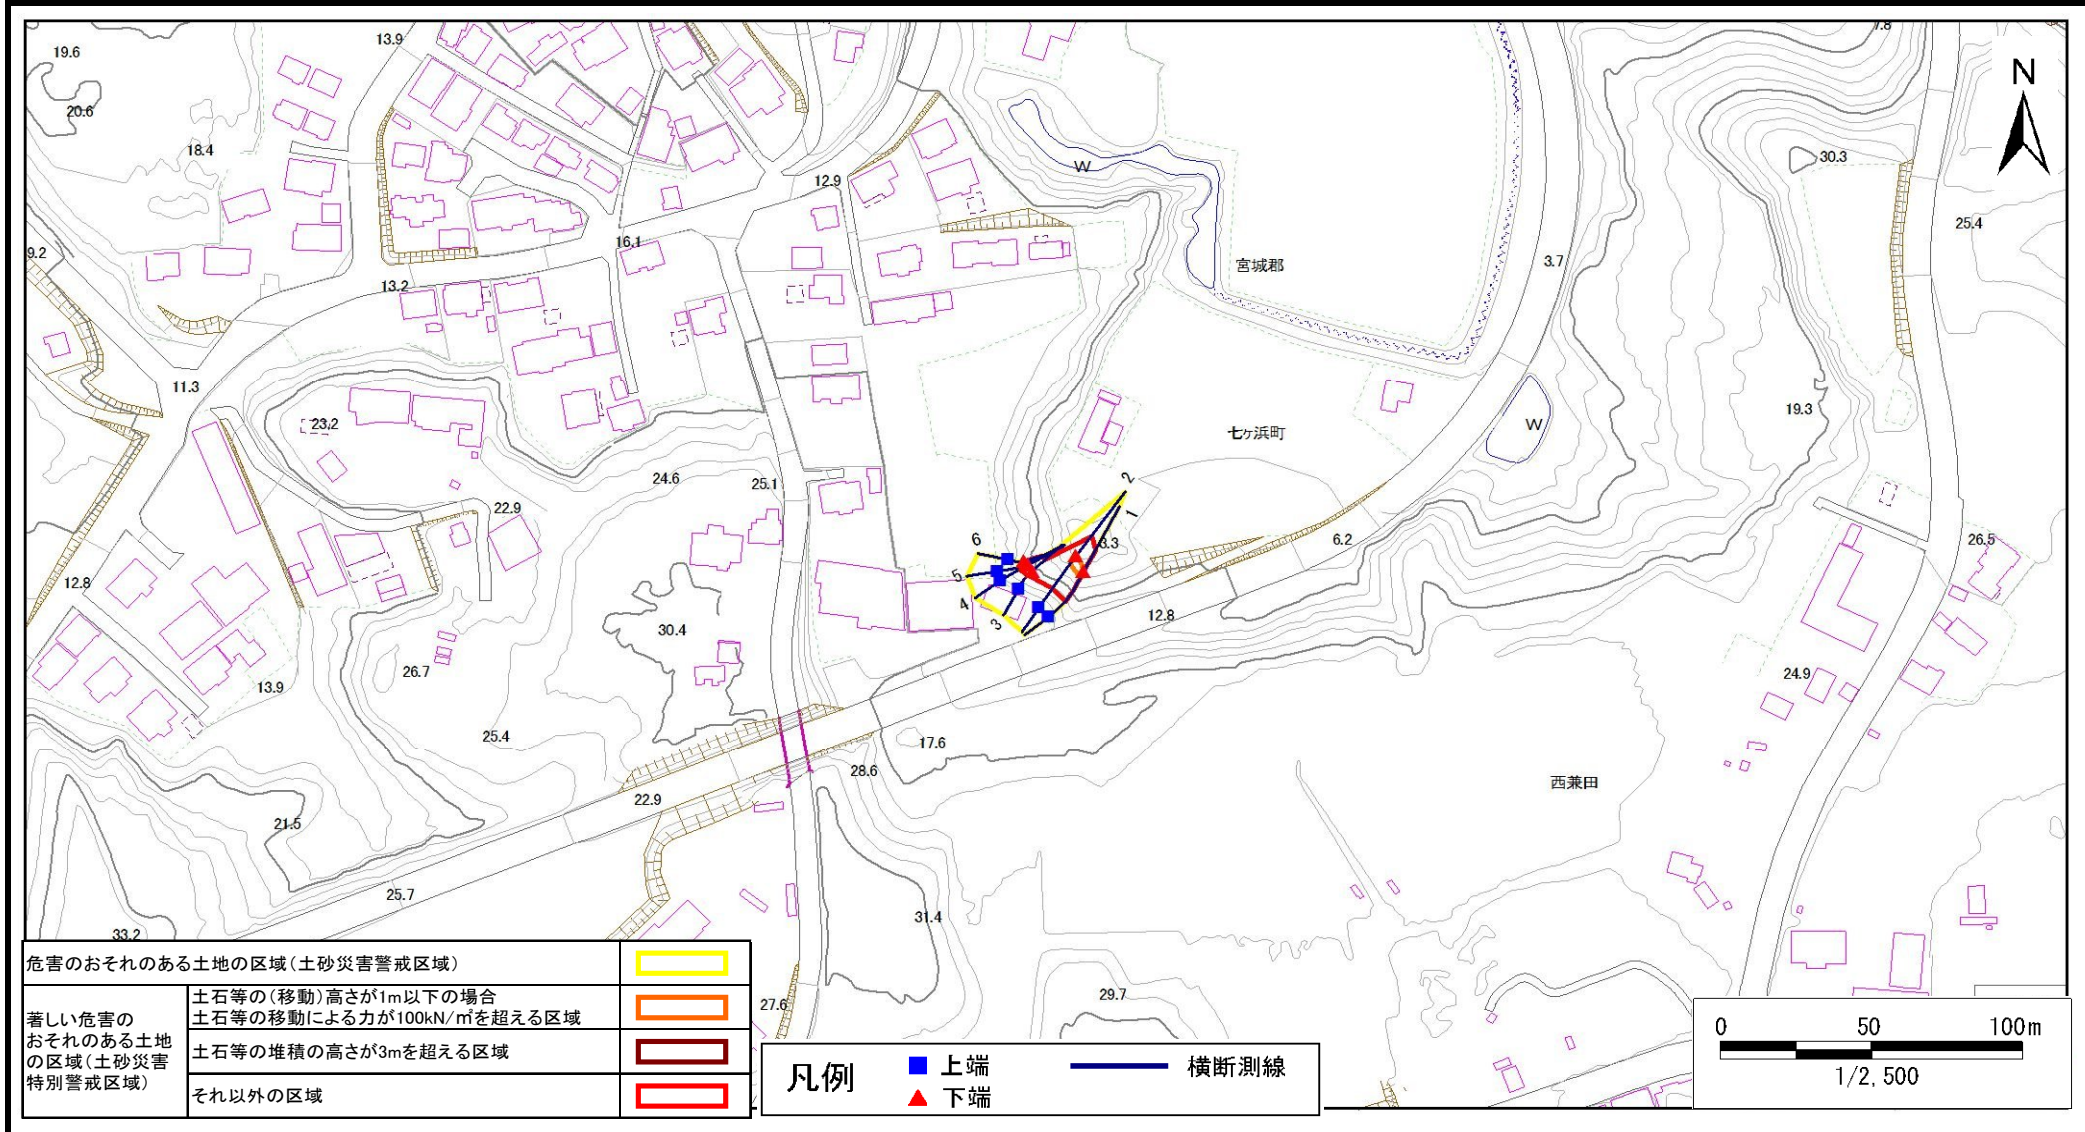 13.9
7.8
19.6
N
20.6
18.4
30.3
W
12.9
25.4
16.1
9.2
3.7
宮城郡
13.2
11.3
19.3
23.2
七ヶ浜町
W
24.6
25.1
2
22.9
1
6
3.3
6.2
26.5
5
12.8
4
12.8
3
30.4
26.7
24.9
13.9
25.4
17.6
28.6
西兼田
22.9
21.5
25.7
31.4
33.2
27.6
29.7
危害のおそれのある土地の区域(土砂災害警戒区域)
著しい危害の
おそれのある土地
の区域(土砂災害
特別警戒区域)
土石等の(移動)高さが1m以下の場合
土石等の移動による力が100kN/㎡を超える区域
土石等の堆積の高さが3mを超える区域
それ以外の区域
凡例
上端
下端
横断測線
0 50 100m
1/2,500